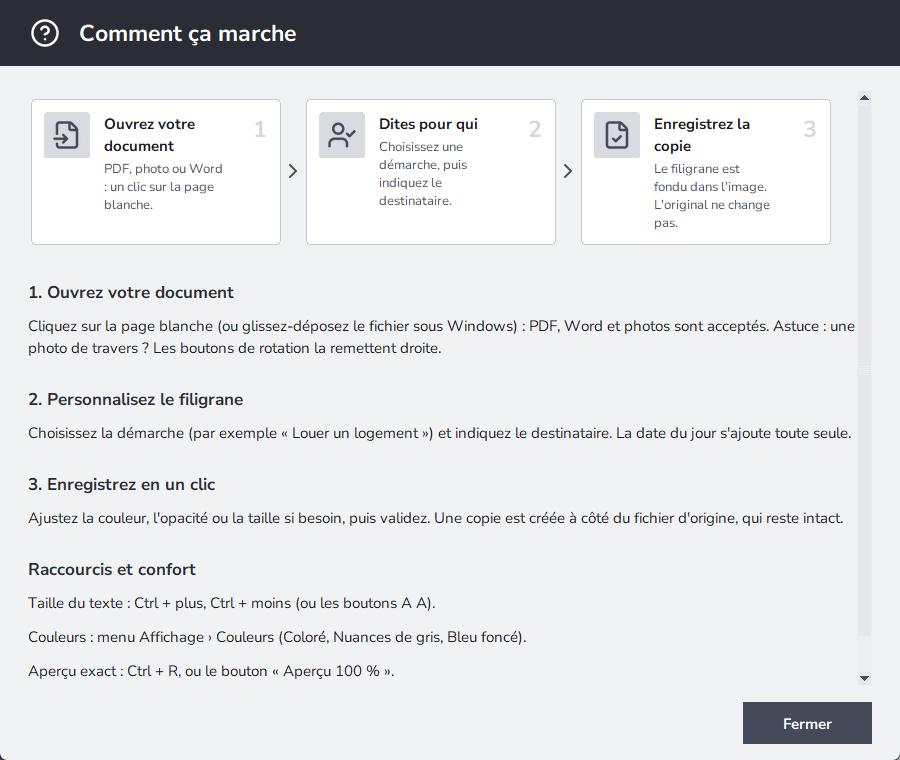 Comment ça marche
Ouvrez votre
document
1
PDF, photo ou Word
: un clic sur la page
blanche.
Dites pour qui
2
Choisissez une
démarche, puis
indiquez le
destinataire.
Enregistrez la
copie
3
Le filigrane est
fondu dans l'image.
L'original ne change
pas.
1. Ouvrez votre document
Cliquez sur la page blanche (ou glissez-déposez le fichier sous Windows) : PDF, Word et photos sont acceptés. Astuce : une
photo de travers ? Les boutons de rotation la remettent droite.
2. Personnalisez le filigrane
Choisissez la démarche (par exemple « Louer un logement ») et indiquez le destinataire. La date du jour s'ajoute toute seule.
3. Enregistrez en un clic
Ajustez la couleur, l'opacité ou la taille si besoin, puis validez. Une copie est créée à côté du fichier d'origine, qui reste intact.
Raccourcis et confort
Taille du texte : Ctrl + plus, Ctrl + moins (ou les boutons A A).
Couleurs : menu Affichage › Couleurs (Coloré, Nuances de gris, Bleu foncé).
Aperçu exact : Ctrl + R, ou le bouton « Aperçu 100 % ».
Fermer